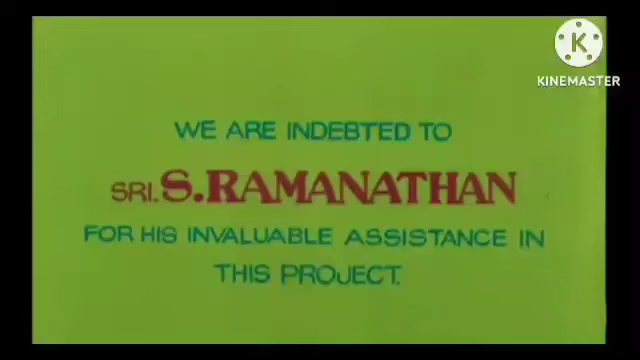 K
KINEMASTER
WE ARE INDEBTED TO
SRI. S.RAMANATHAN
FOR HIS INVALUABLE ASSISTANCE IN
THIS PROJECT.